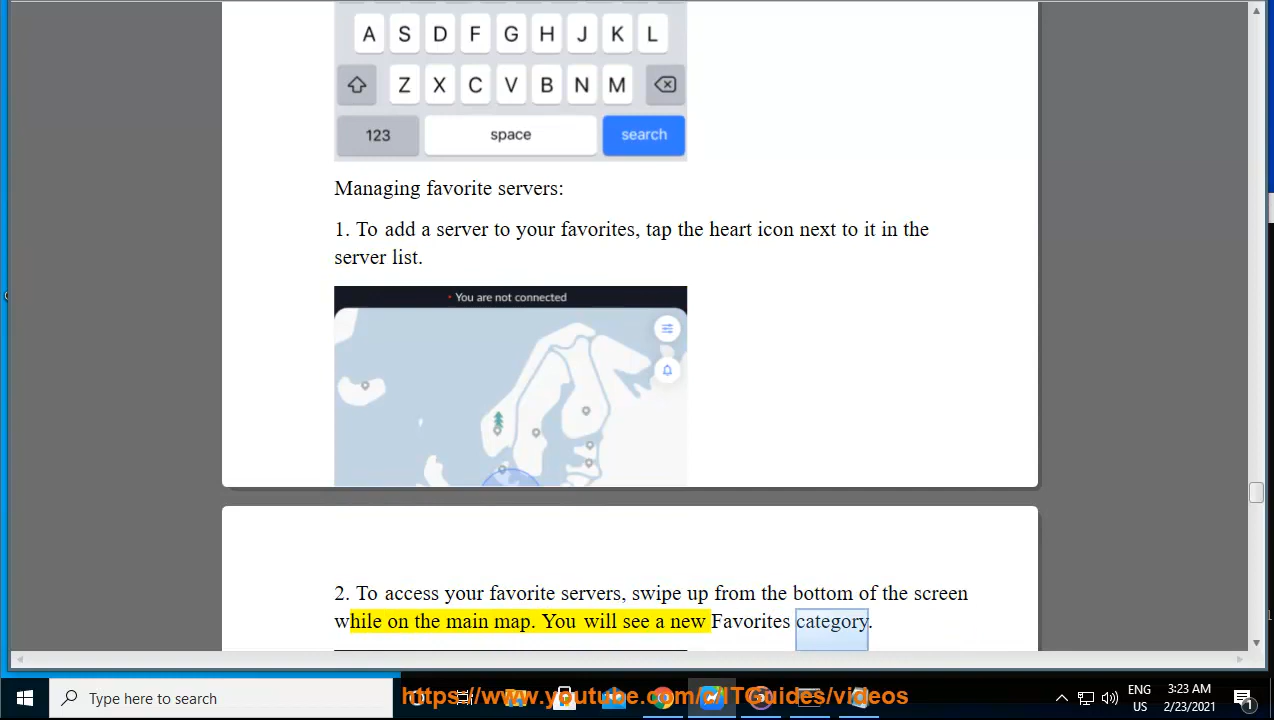 A S D F G H J K L
Z X C V B N M
123 space search
Managing favorite servers:
1. To add a server to your favorites, tap the heart icon next to it in the
server list.
You are not connected
2. To access your favorite servers, swipe up from the bottom of the screen
while on the main map. You will see a new Favorites category.
ENG
US
3:23 AM
2/23/2021
1
Type here to search